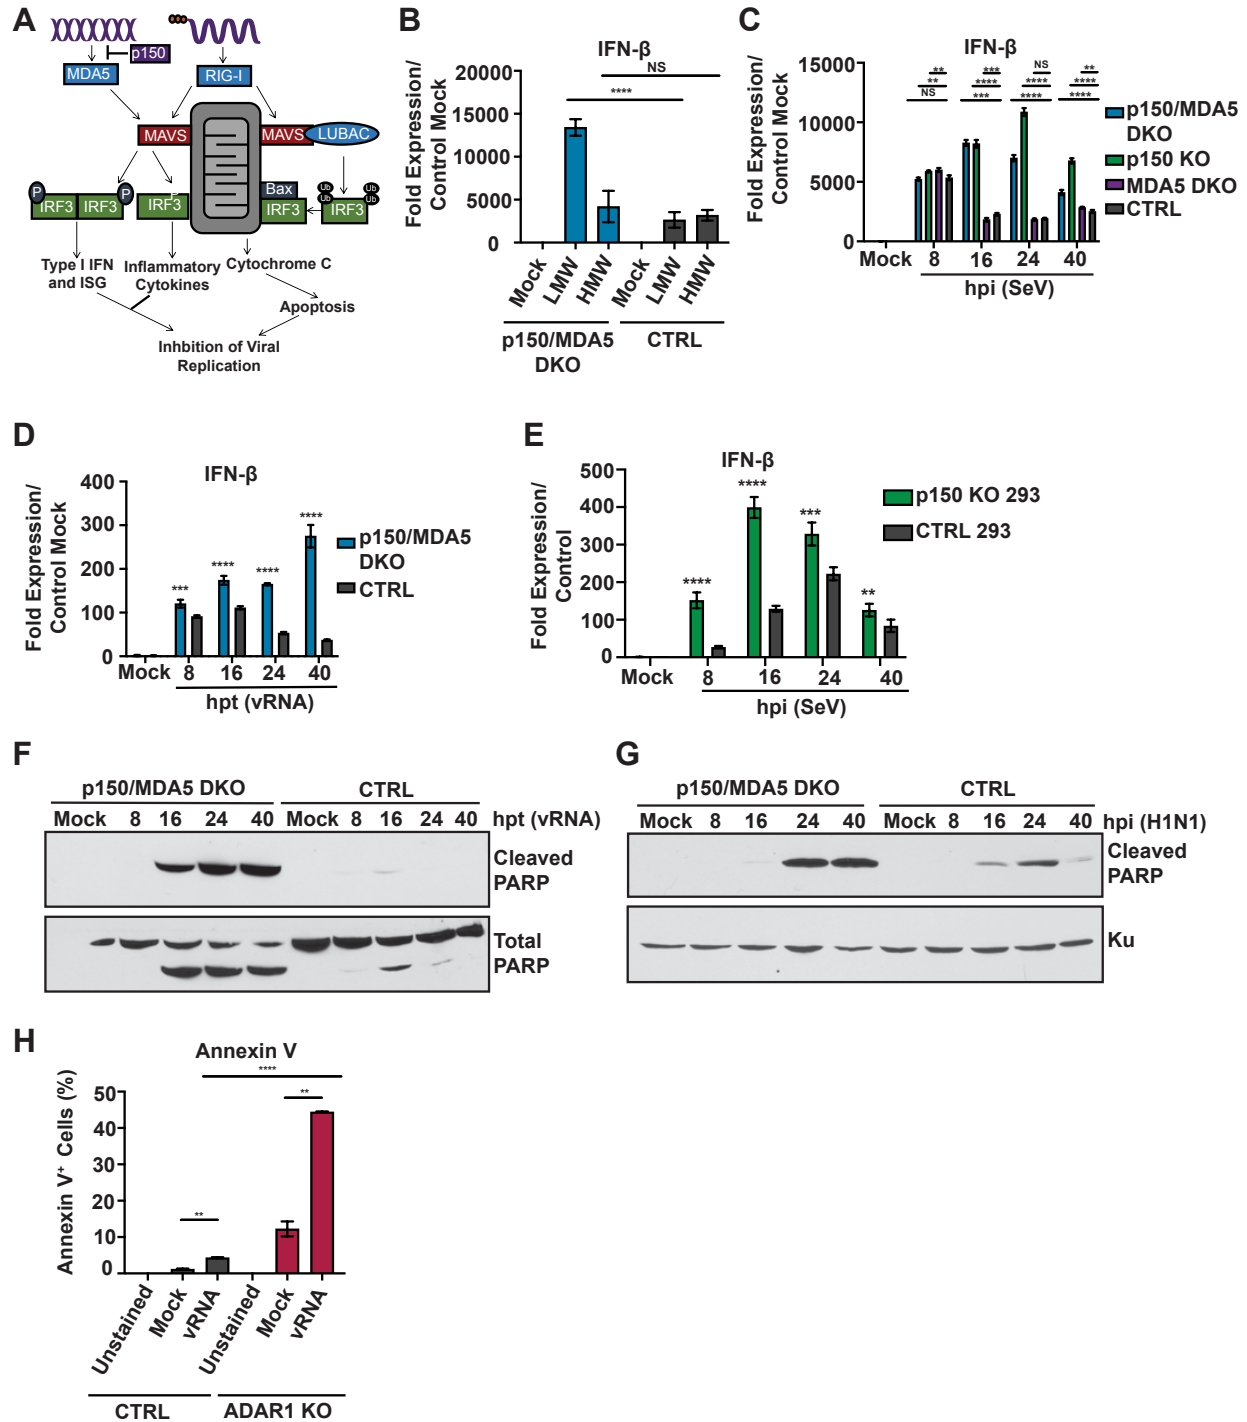 A
p150
MDA5
RIG-I
MAVS
MAVS
LUBAC
P
P
P
Ub
Ub
Ub
Ub
Bax
IRF3
IRF3
IRF3
IRF3
IRF3
Type I IFN
and ISG
Inflammatory
Cytokines
Cytochrome C
Apoptosis
Inhbition of Viral
Replication
B
IFN-β
Fold Expression/
Control Mock
20000
15000
10000
5000
0
NS
****
Mock
LMW
HMW
Mock
LMW
HMW
p150/MDA5
DKO
CTRL
C
IFN-β
Fold Expression/
Control Mock
15000
10000
5000
0
**
**
NS
***
****
***
NS
****
****
**
****
****
Mock
8
16
24
40
hpi (SeV)
p150/MDA5
DKO
p150 KO
MDA5 DKO
CTRL
D
IFN-β
Fold Expression/
Control Mock
400
300
200
100
0
***
****
****
****
Mock
8
16
24
40
hpt (vRNA)
p150/MDA5
DKO
CTRL
E
IFN-β
Fold Expression/
Control
500
400
300
200
100
0
****
****
***
**
Mock
8
16
24
40
hpi (SeV)
p150 KO 293
CTRL 293
F
p150/MDA5 DKO
CTRL
Mock 8 16 24 40 Mock 8 16 24 40 hpt (vRNA)
Cleaved
PARP
Total
PARP
G
p150/MDA5 DKO
CTRL
Mock 8 16 24 40 Mock 8 16 24 40 hpi (H1N1)
Cleaved
PARP
Ku
H
Annexin V
Annexin V⁺ Cells (%)
50
40
30
20
10
0
****
**
**
Unstained
Mock
vRNA
Unstained
Mock
vRNA
CTRL
ADAR1 KO